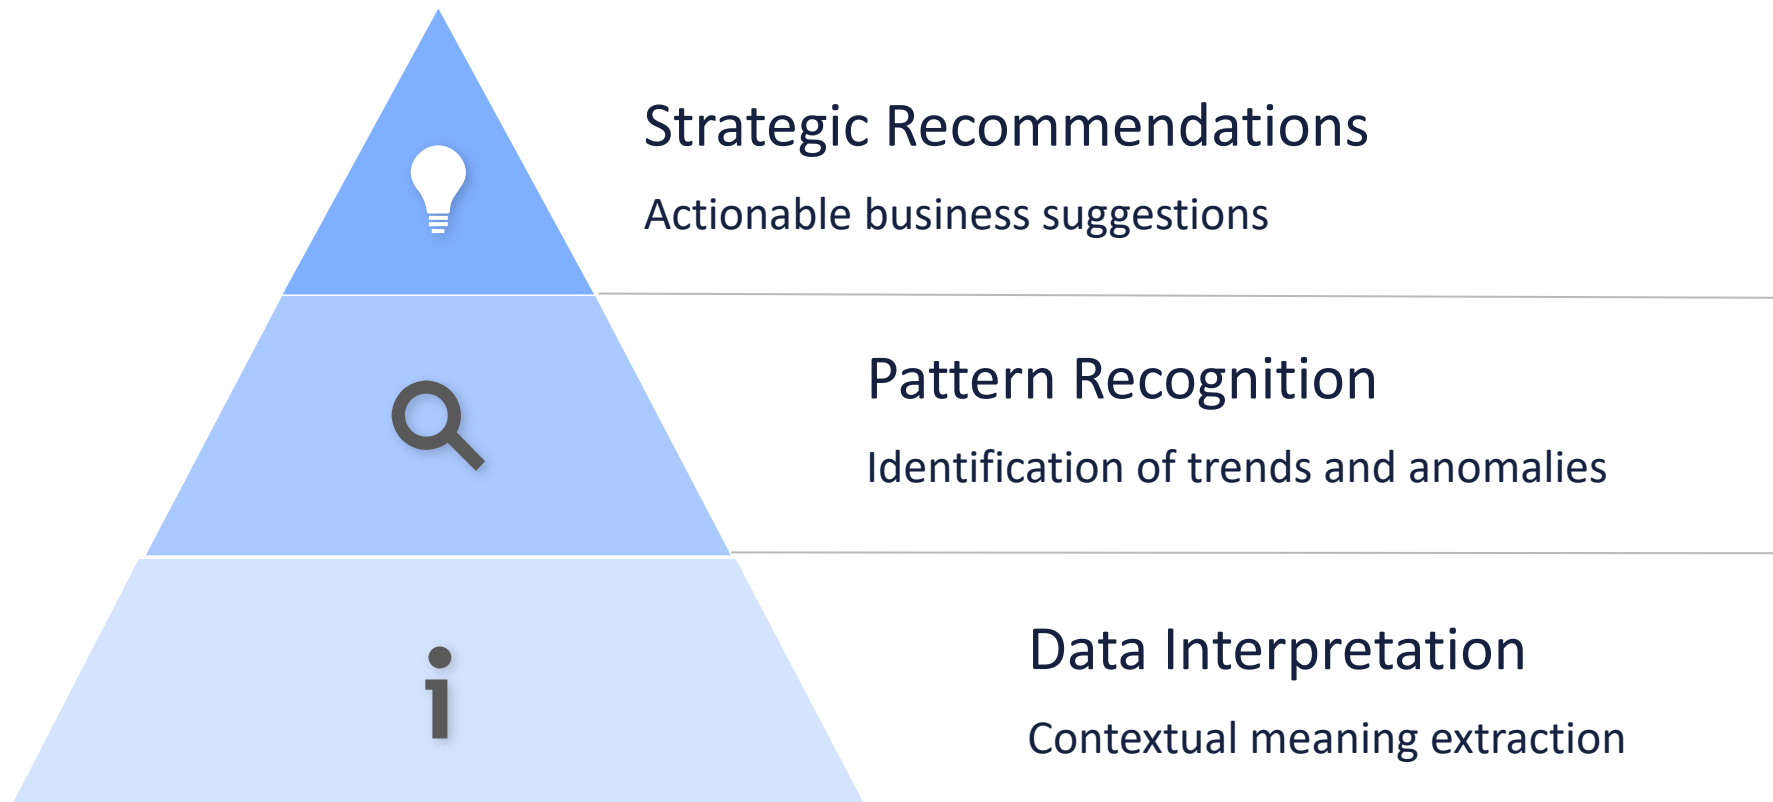 Strategic Recommendations
Actionable business suggestions
Pattern Recognition
Identification of trends and anomalies
Data Interpretation
Contextual meaning extraction